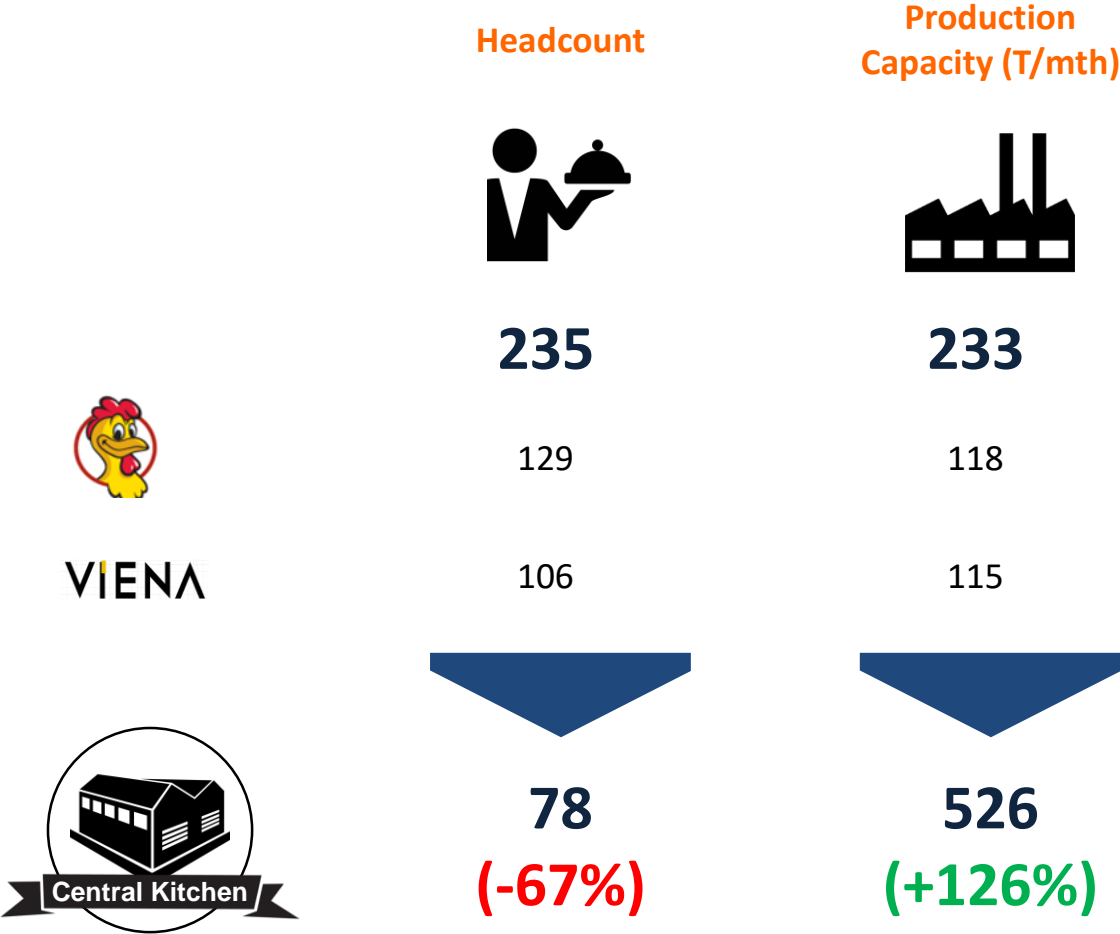 Headcount
Production
Capacity (T/mth)
235
233
129
118
VIENA
106
115
78
526
(-67%)
(+126%)
Central Kitchen